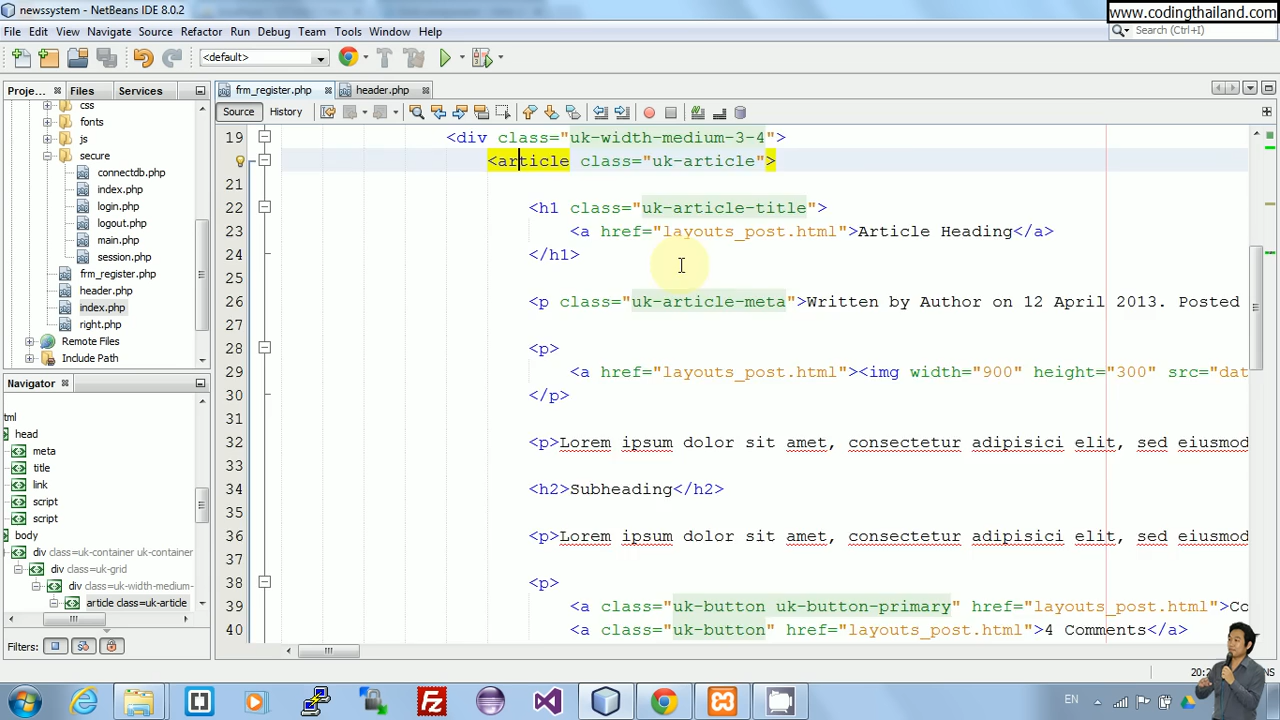 newssystem - NetBeans IDE 8.0.2
www.codingthailand.com
File Edit View Navigate Source Refactor Run Debug Team Tools Window Help
Search (Ctrl+I)
<default>
Proje... Files Services
frm_register.php header.php
Source History
css
fonts
js
secure
connectdb.php
index.php
login.php
logout.php
main.php
session.php
frm_register.php
header.php
index.php
right.php
Remote Files
Include Path
Navigator
tml
head
meta
title
link
script
script
body
div class=uk-container uk-container
div class=uk-grid
div class=uk-width-medium-
article class=uk-article
Filters:
19 <div class="uk-width-medium-3-4">
<article class="uk-article">
21
22 <h1 class="uk-article-title">
23 <a href="layouts_post.html">Article Heading</a>
24 </h1>
25
26 <p class="uk-article-meta">Written by Author on 12 April 2013. Posted
27
28 <p>
29 <a href="layouts_post.html"><img width="900" height="300" src="dat
30 </p>
31
32 <p>Lorem ipsum dolor sit amet, consectetur adipisici elit, sed eiusmod
33
34 <h2>Subheading</h2>
35
36 <p>Lorem ipsum dolor sit amet, consectetur adipisici elit, sed eiusmod
37
38 <p>
39 <a class="uk-button uk-button-primary" href="layouts_post.html">Co
40 <a class="uk-button" href="layouts_post.html">4 Comments</a>
EN